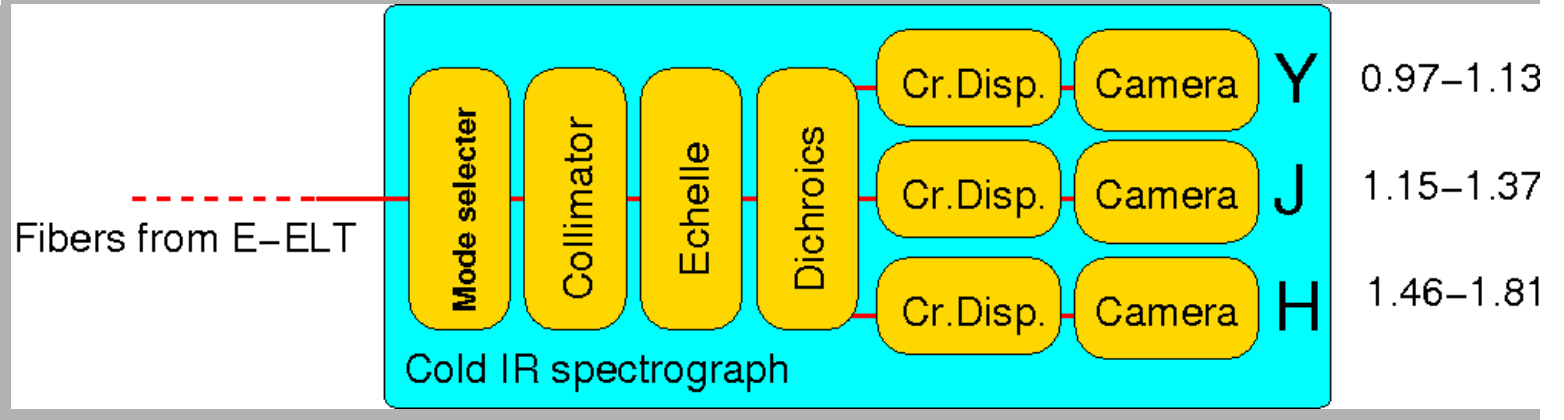 Fibers from E−ELT
Mode selecter
Collimator
Echelle
Dichroics
Cr.Disp.
Camera
Y
0.97−1.13
Cr.Disp.
Camera
J
1.15−1.37
Cr.Disp.
Camera
H
1.46−1.81
Cold IR spectrograph